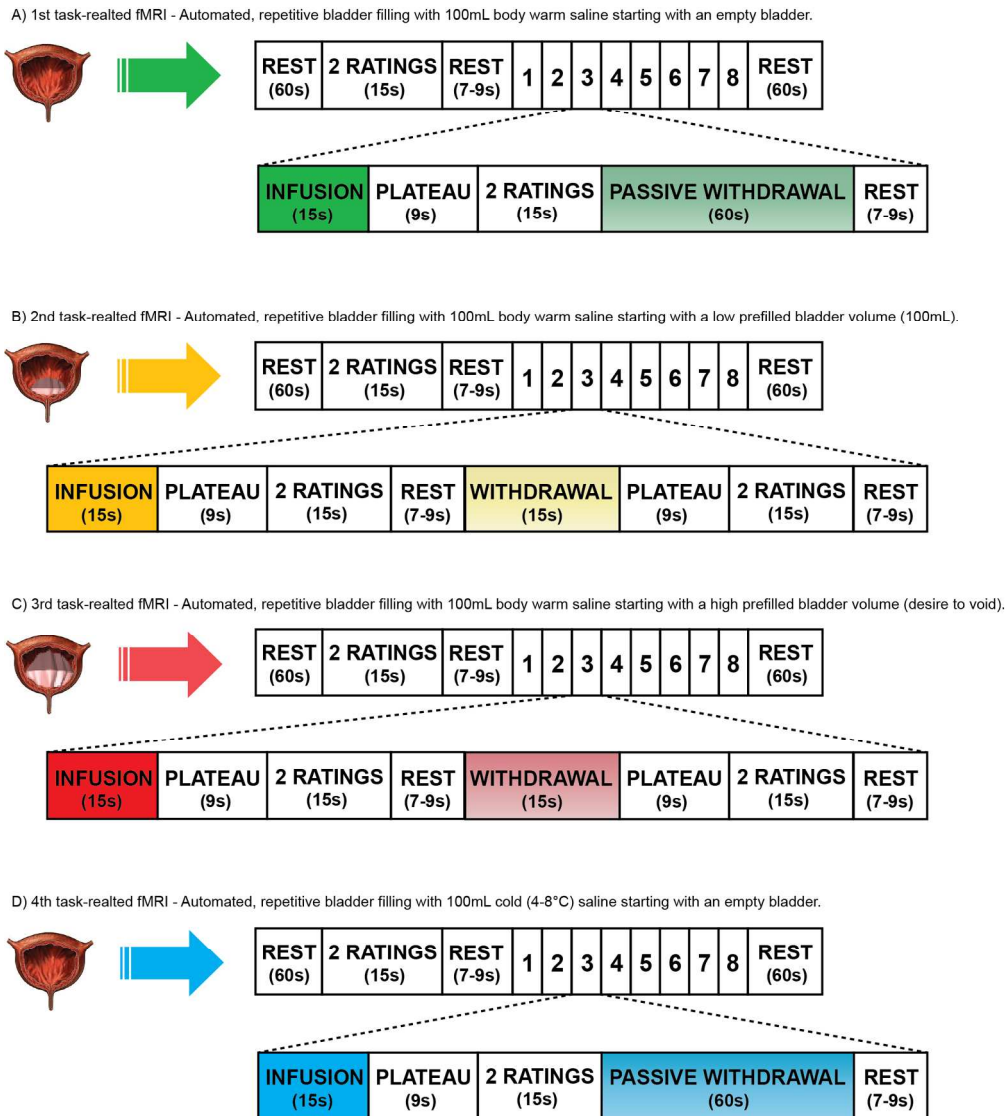 A) 1st task-realted fMRI - Automated, repetitive bladder filling with 100mL body warm saline starting with an empty bladder.
REST 2 RATINGS REST 1 2 3 4 5 6 7 8 REST
(60s) (15s) (7-9s) (60s)
INFUSION PLATEAU 2 RATINGS PASSIVE WITHDRAWAL REST
(15s) (9s) (15s) (60s) (7-9s)
B) 2nd task-realted fMRI - Automated, repetitive bladder filling with 100mL body warm saline starting with a low prefilled bladder volume (100mL).
REST 2 RATINGS REST 1 2 3 4 5 6 7 8 REST
(60s) (15s) (7-9s) (60s)
INFUSION PLATEAU 2 RATINGS REST WITHDRAWAL PLATEAU 2 RATINGS REST
(15s) (9s) (15s) (7-9s) (15s) (9s) (15s) (7-9s)
C) 3rd task-realted fMRI - Automated, repetitive bladder filling with 100mL body warm saline starting with a high prefilled bladder volume (desire to void).
REST 2 RATINGS REST 1 2 3 4 5 6 7 8 REST
(60s) (15s) (7-9s) (60s)
INFUSION PLATEAU 2 RATINGS REST WITHDRAWAL PLATEAU 2 RATINGS REST
(15s) (9s) (15s) (7-9s) (15s) (9s) (15s) (7-9s)
D) 4th task-realted fMRI - Automated, repetitive bladder filling with 100mL cold (4-8°C) saline starting with an empty bladder.
REST 2 RATINGS REST 1 2 3 4 5 6 7 8 REST
(60s) (15s) (7-9s) (60s)
INFUSION PLATEAU 2 RATINGS PASSIVE WITHDRAWAL REST
(15s) (9s) (15s) (60s) (7-9s)